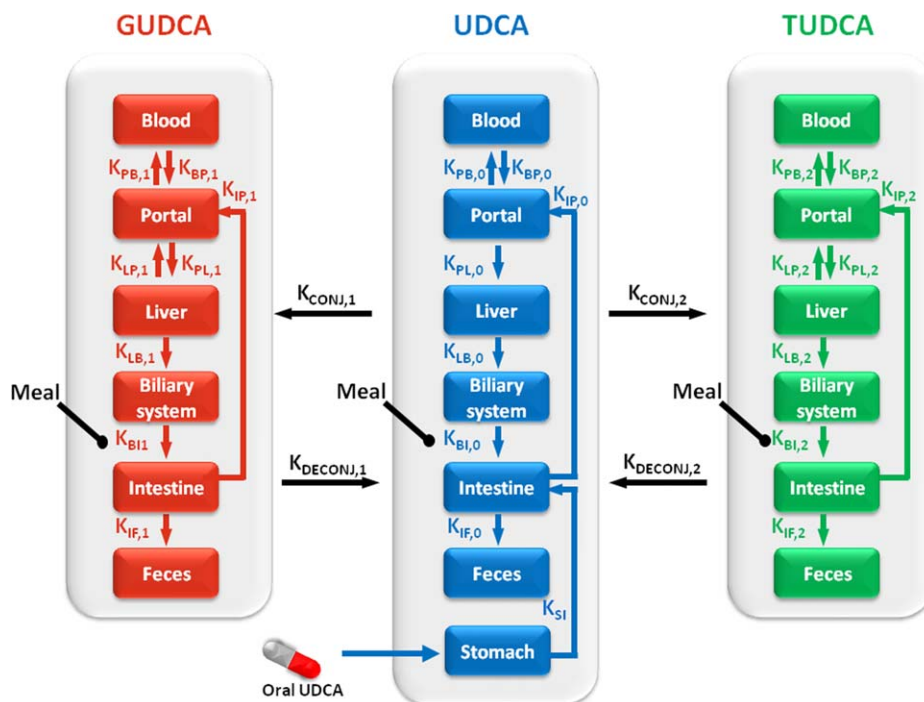 GUDCA
Blood
K_PB,1 K_BP,1
K_IP,1
Portal
K_LP,1 K_PL,1
Liver
K_LB,1
Biliary
system
Meal
K_BI1
Intestine
K_IF,1
Feces
K_CONJ,1
K_DECONJ,1
UDCA
Blood
K_PB,0 K_BP,0
K_IP,0
Portal
K_PL,0
Liver
K_LB,0
Biliary
system
Meal
K_BI,0
Intestine
K_IF,0
Feces
K_SI
Stomach
Oral UDCA
K_CONJ,2
K_DECONJ,2
TUDCA
Blood
K_PB,2 K_BP,2
K_IP,2
Portal
K_LP,2 K_PL,2
Liver
K_LB,2
Biliary
system
Meal
K_BI,2
Intestine
K_IF,2
Feces